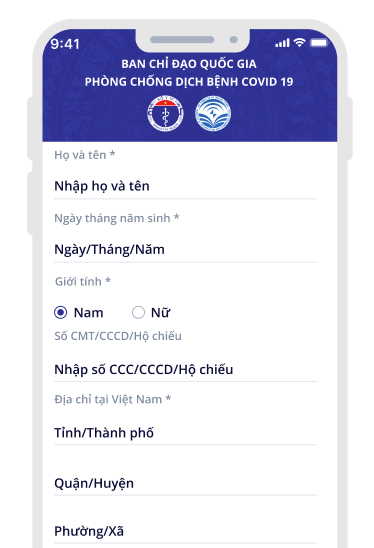 9:41
BAN CHỈ ĐẠO QUỐC GIA
PHÒNG CHỐNG DỊCH BỆNH COVID 19
Họ và tên *
Nhập họ và tên
Ngày tháng năm sinh *
Ngày/Tháng/Năm
Giới tính *
Nam Nữ
Số CMT/CCCD/Hộ chiếu
Nhập số CCC/CCCD/Hộ chiếu
Địa chỉ tại Việt Nam *
Tỉnh/Thành phố
Quận/Huyện
Phường/Xã